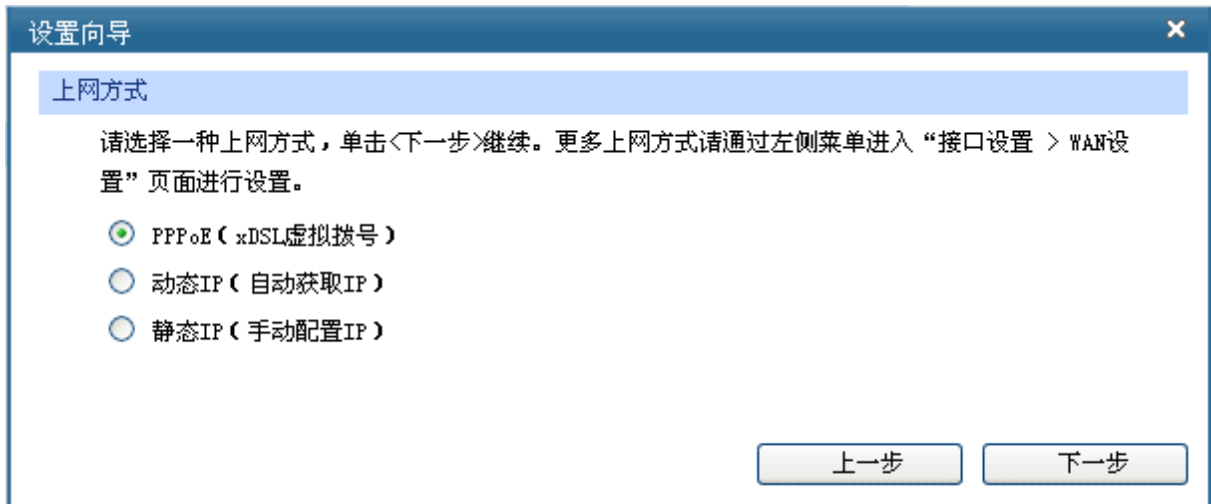 设置向导
上网方式
请选择一种上网方式，单击<下一步>继续。更多上网方式请通过左侧菜单进入“接口设置 > WAN设
置”页面进行设置。
PPPoE（xDSL虚拟拨号）
动态IP（自动获取IP）
静态IP（手动配置IP）
上一步 下一步